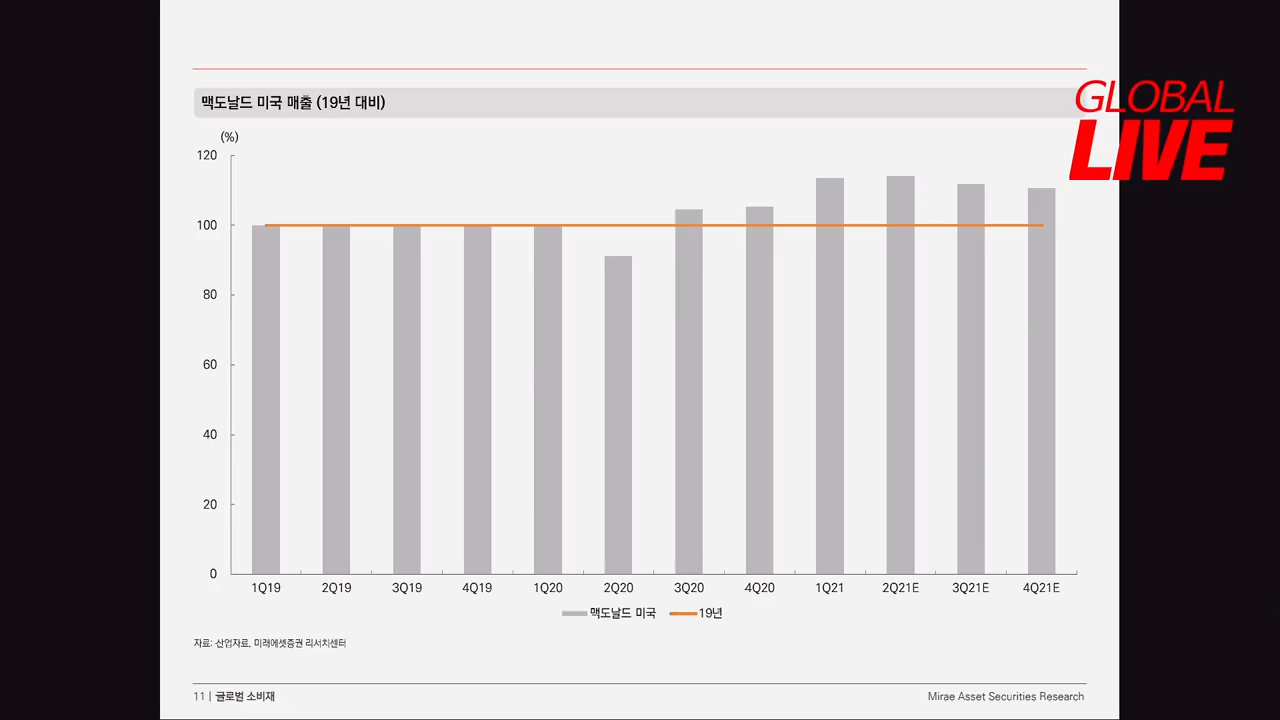 GLOBAL
LIVE
맥도날드 미국 매출 (19년 대비)
(%)
120
100
80
60
40
20
0
1Q19 2Q19 3Q19 4Q19 1Q20 2Q20 3Q20 4Q20 1Q21 2Q21E 3Q21E 4Q21E
맥도날드 미국 19년
자료: 산업자료, 미래에셋증권 리서치센터
11 | 글로벌 소비재 Mirae Asset Securities Research